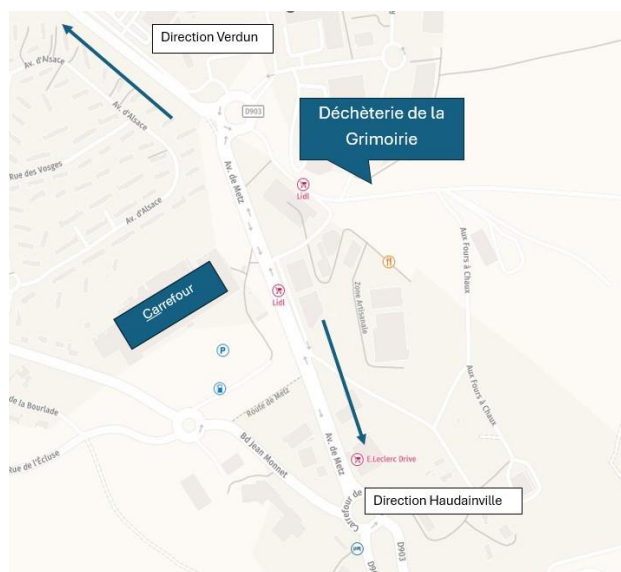 Direction Verdun
Av. d'Alsace
Av. d'Alsace
D903
Déchèterie de la
Grimoirie
Rue des Vosges
Av. de Metz
Lidl
Av. d'Alsace
Aux Fours à Chaux
Carrefour
Lidl
Zone Artisanale
P
Aux Fours à Chaux
de la Bourlade
Route de Metz
Rue de l'Écluse
Bd Jean Monnet
Av. de Metz
E.Leclerc Drive
Direction Haudainville
Carrefour de
D903